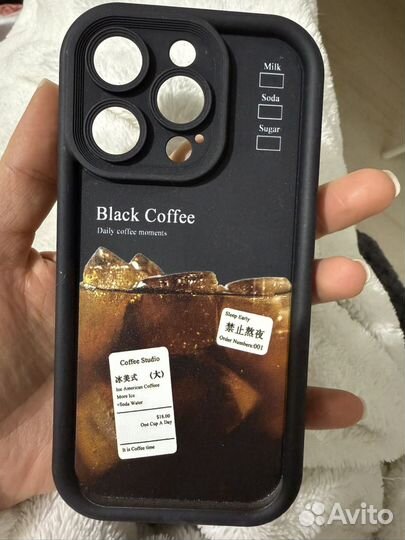 Milk
Soda
Sugar
Black Coffee
Daily coffee moments
Sleep Early
禁止熬夜
Order Numbers:001
Coffee Studio
冰美式 (大)
Ice American Coffeee
More Ice
+Soda Water
$18.00
One Cup A Day
It is Coffee time
Avito